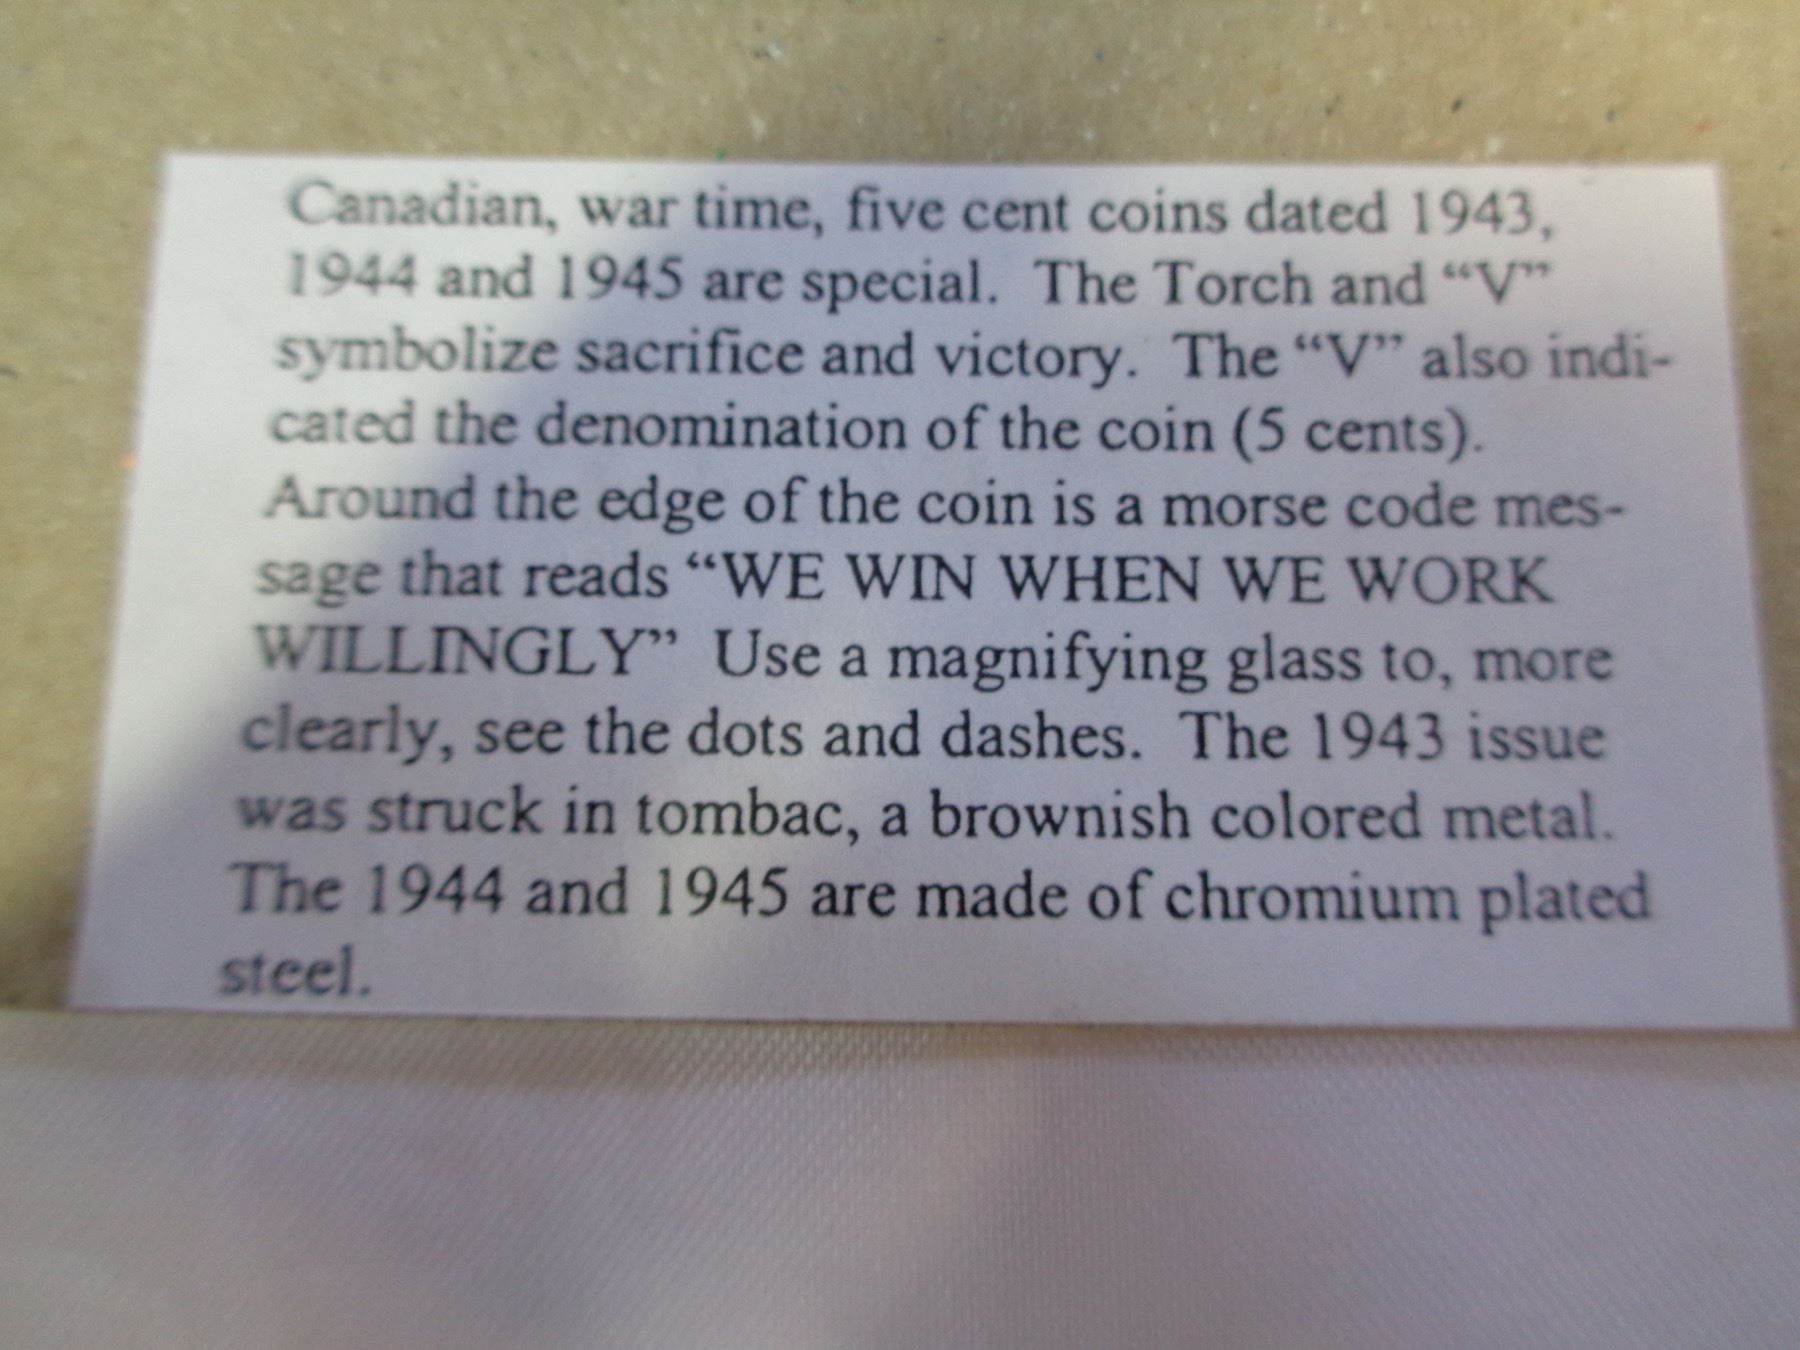 Canadian, war time, five cent coins dated 1943,
1944 and 1945 are special. The Torch and “V”
symbolize sacrifice and victory. The “V” also indi-
cated the denomination of the coin (5 cents).
Around the edge of the coin is a morse code mes-
sage that reads “WE WIN WHEN WE WORK
WILLINGLY” Use a magnifying glass to, more
clearly, see the dots and dashes. The 1943 issue
was struck in tombac, a brownish colored metal.
The 1944 and 1945 are made of chromium plated
steel.